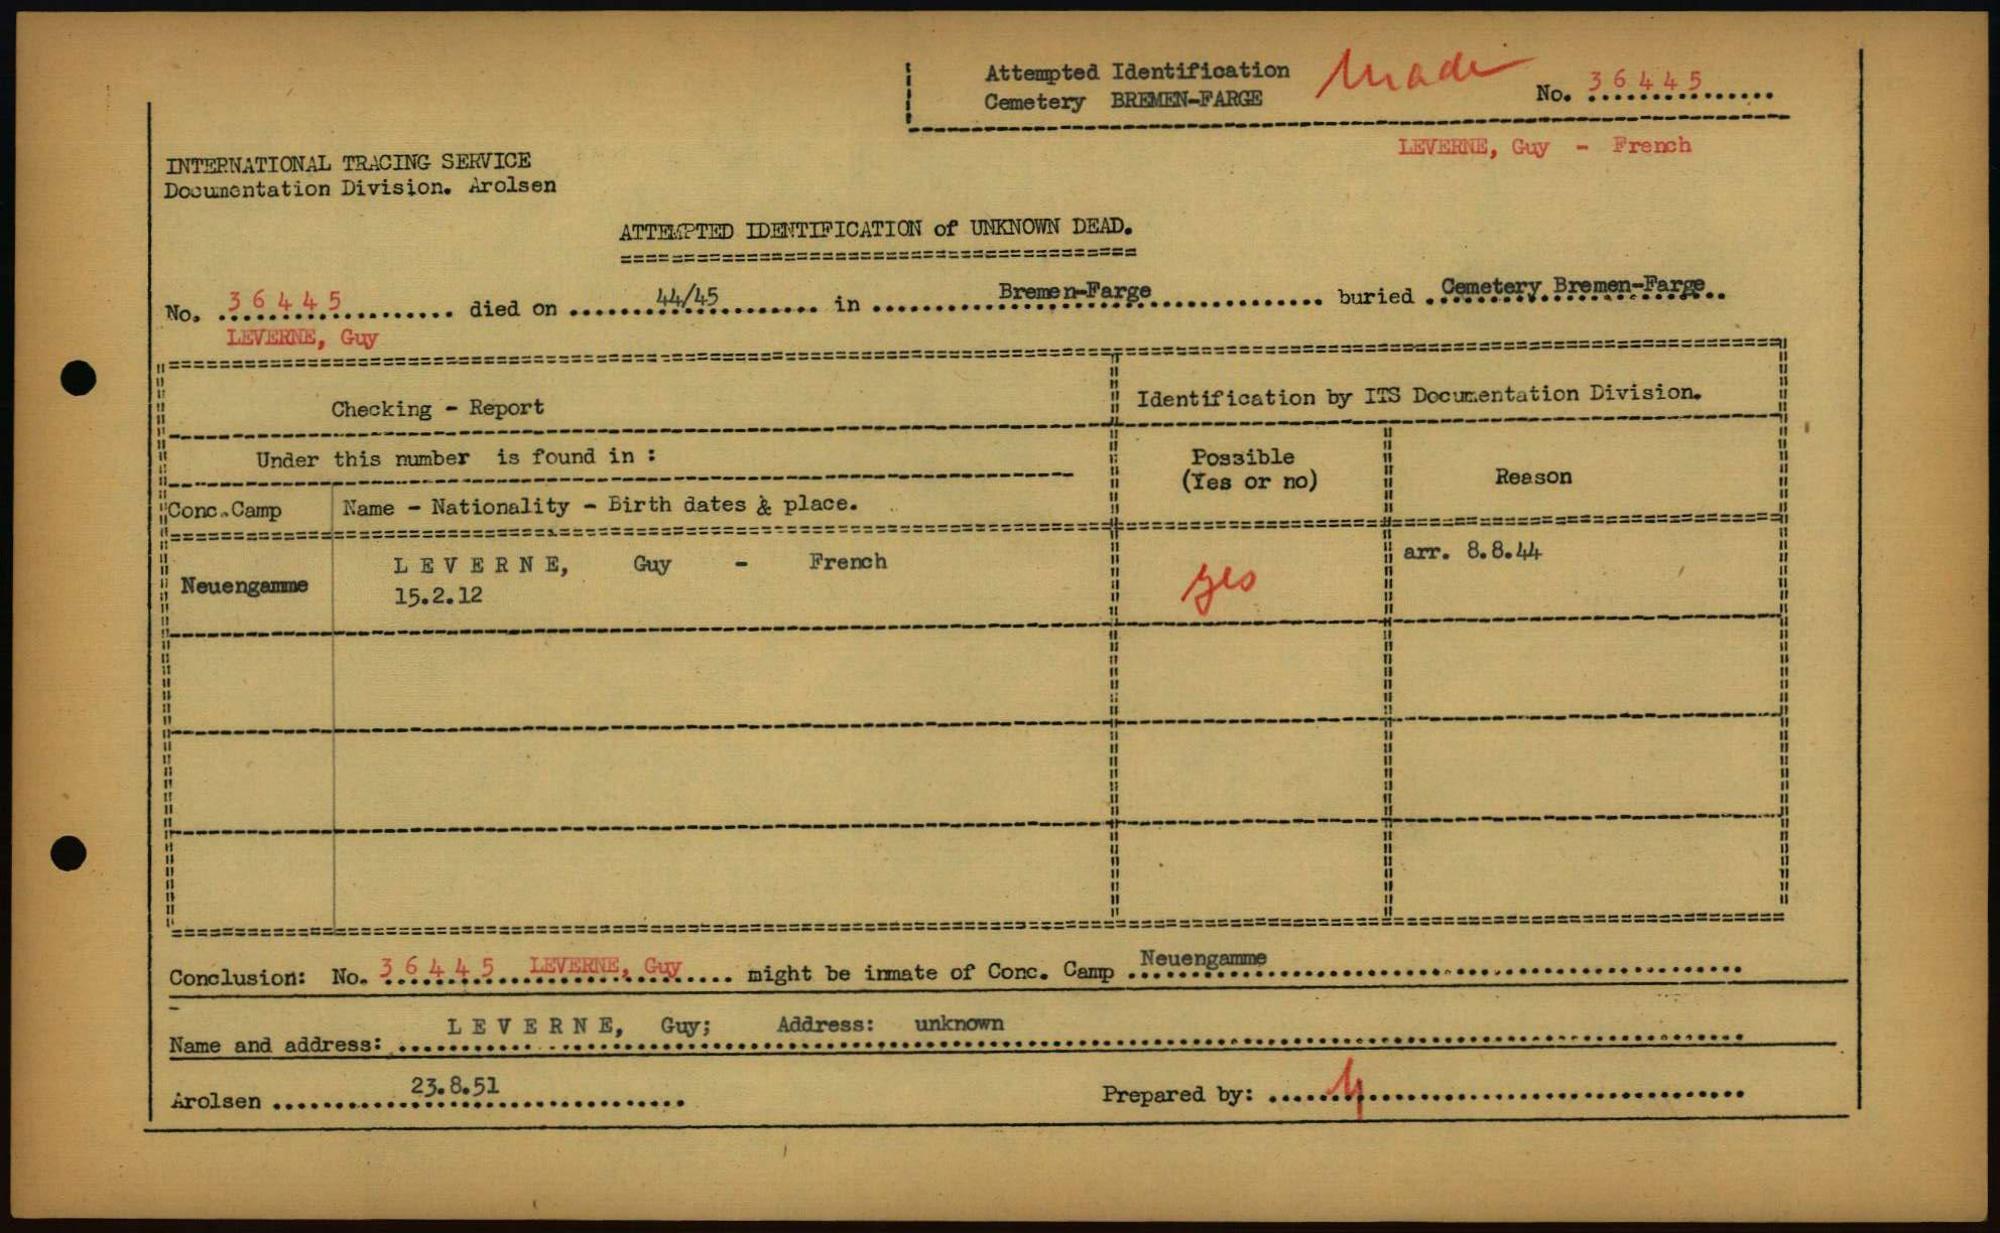 Attempted Identification
Cemetery BREMEN-FARGE
No. 36445
LEVERNE, Guy - French
INTERNATIONAL TRACING SERVICE
Documentation Division. Arolsen
ATTEMPTED IDENTIFICATION of UNKNOWN DEAD.
No. 36445 died on 44/45 in Bremen-Farge buried Cemetery Bremen-Farge
LEVERNE, Guy
Checking - Report
Identification by ITS Documentation Division.
Under this number is found in :
Possible
(Yes or no)
Reason
Conc.Camp
Name - Nationality - Birth dates & place.
Neuengamme
L E V E R N E, Guy - French
15.2.12
yes
arr. 8.8.44
Conclusion: No. 36445 LEVERNE, Guy might be inmate of Conc. Camp Neuengamme
Name and address: L E V E R N E, Guy; Address: unknown
Arolsen 23.8.51
Prepared by: